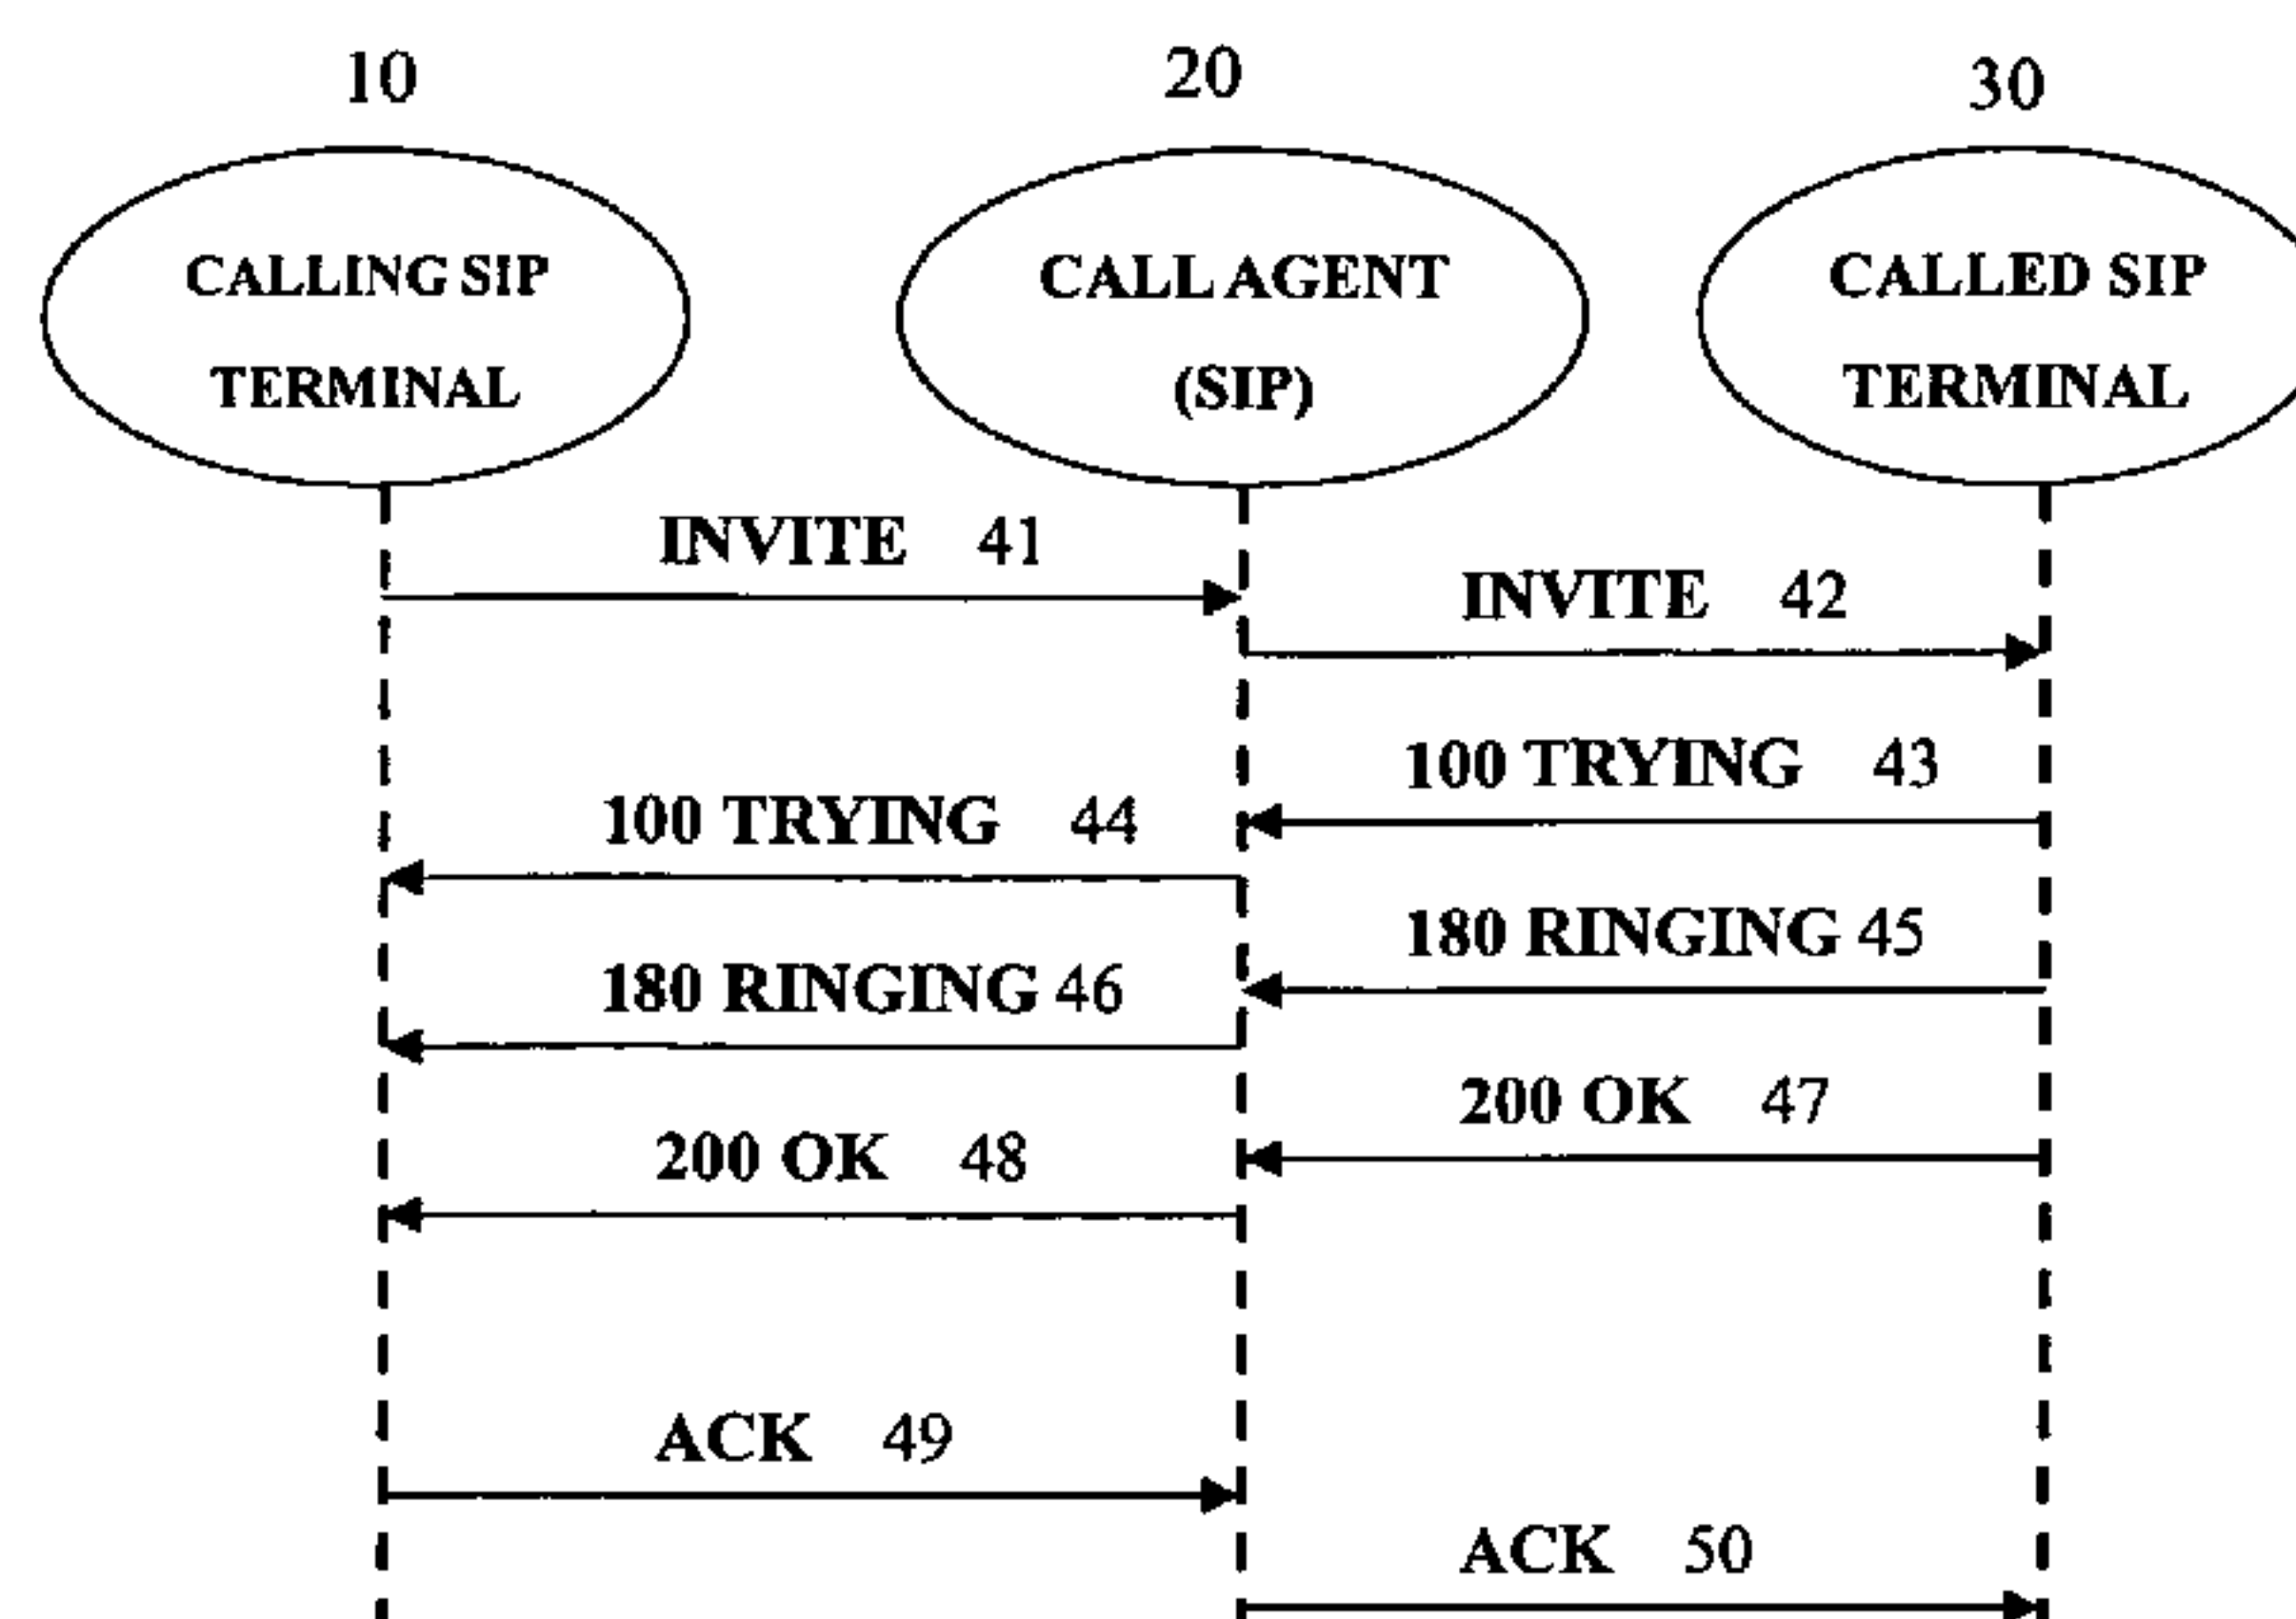 10
20
30
CALLING SIP
TERMINAL
CALL AGENT
(SIP)
CALLED SIP
TERMINAL
INVITE 41
INVITE 42
100 TRYING 43
100 TRYING 44
180 RINGING 45
180 RINGING 46
200 OK 47
200 OK 48
ACK 49
ACK 50